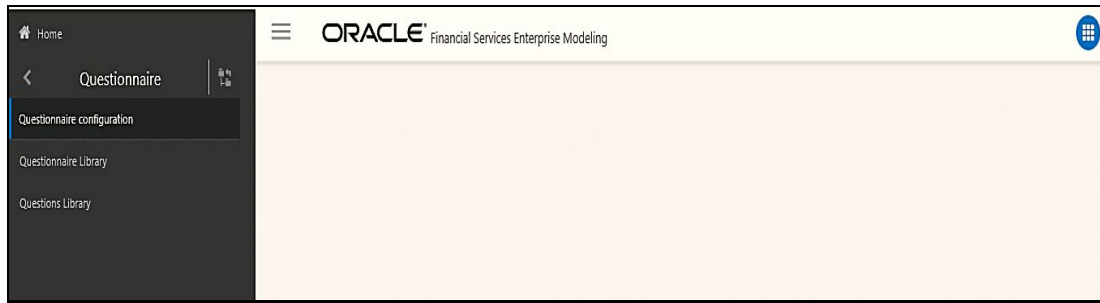 Home
Questionnaire
Questionnaire configuration
Questionnaire Library
Questions Library
ORACLE' Financial Services Enterprise Modeling